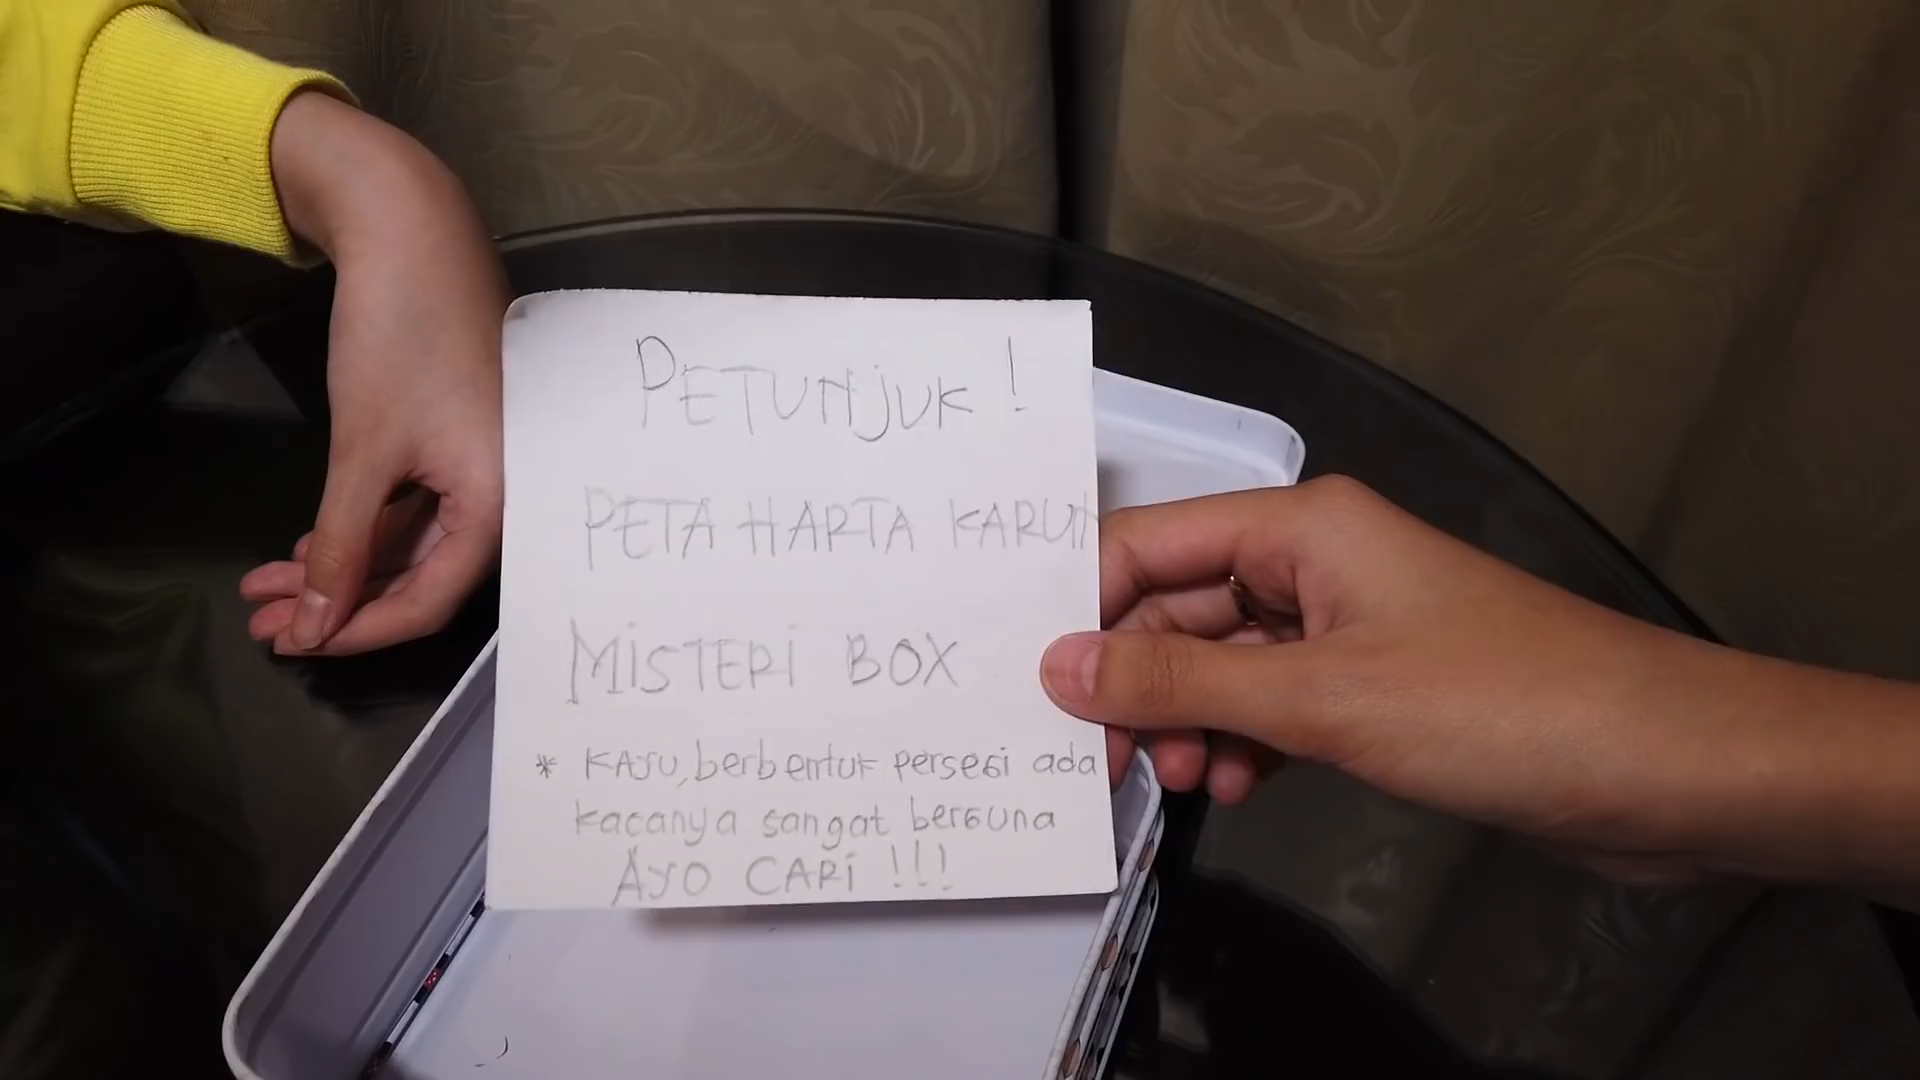 PETUNJUK !
PETA HARTA KARUN
MiSTERi BOX
* KAYU, berbentuk persegi ada
kacanya sangat berguna
AYO CARi !!!